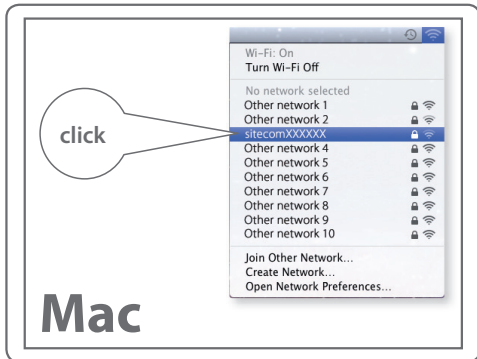 Wi-Fi: On
Turn Wi-Fi Off
No network selected
Other network 1
Other network 2
click
sitecomXXXXXX
Other network 4
Other network 5
Other network 6
Other network 7
Other network 8
Other network 9
Other network 10
Join Other Network...
Create Network...
Open Network Preferences...
Mac